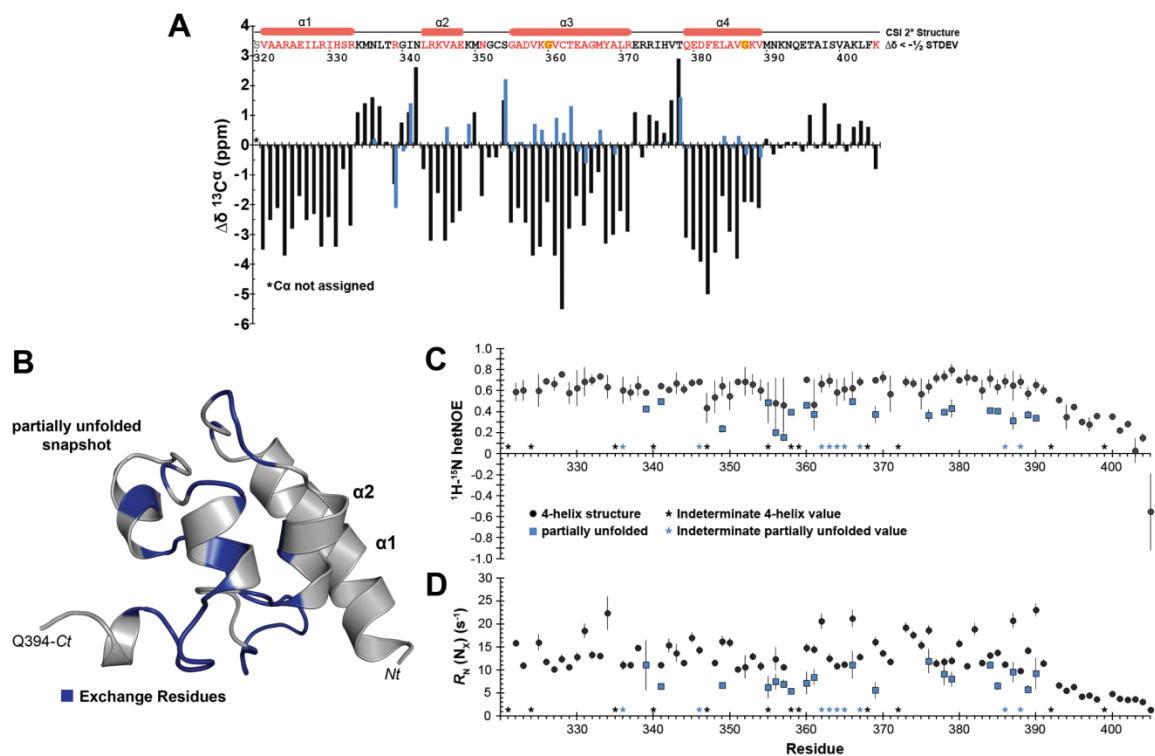 A
α1 α2 α3 α4
CSI 2° Structure
SVAARAEILRIHSRKMNLTRGINLRKVAEKNGCSGADVKGVCTEAGMYALRERRIHVTQEDFELAVGKVMNKNQETAISVAKLFK Δδ < -½ STDEV
320 330 340 350 360 370 380 390 400
4
3
2
1
0
-1
-2
-3
-4
-5
-6
Δδ ¹³Cᵅ (ppm)
*
*Cα not assigned
B
partially unfolded
snapshot
α2
α1
Q394-Ct
Nt
Exchange Residues
C
¹H-¹⁵N hetNOE
1.0
0.8
0.6
0.4
0.2
0.0
-0.2
-0.4
-0.6
-0.8
-1.0
330 340 350 360 370 380 390 400
4-helix structure
partially unfolded
* Indeterminate 4-helix value
* Indeterminate partially unfolded value
D
R_N (N_X) (s⁻¹)
30
25
20
15
10
5
0
330 340 350 360 370 380 390 400
Residue